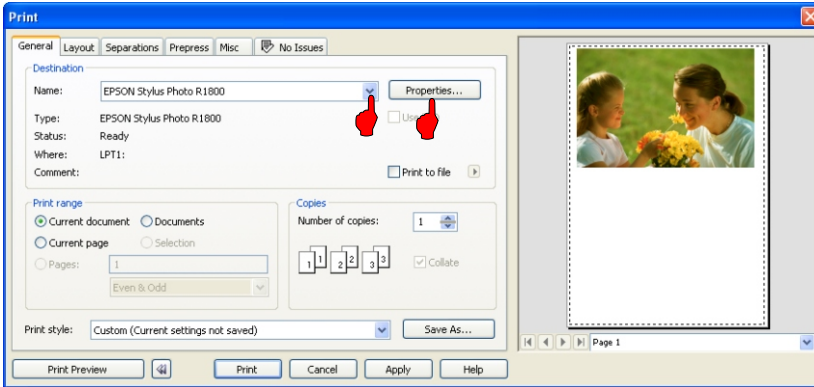 Print
General Layout Separations Prepress Misc No Issues
Destination
Name: EPSON Stylus Photo R1800 Properties...
Type: EPSON Stylus Photo R1800
Status: Ready
Where: LPT1:
Comment: Print to file
Print range
Current document Documents
Current page Selection
Pages: 1
Even & Odd
Copies
Number of copies: 1
1 1 2 2 3 3 Collate
Print style: Custom (Current settings not saved) Save As...
Print Preview Print Cancel Apply Help
Page 1